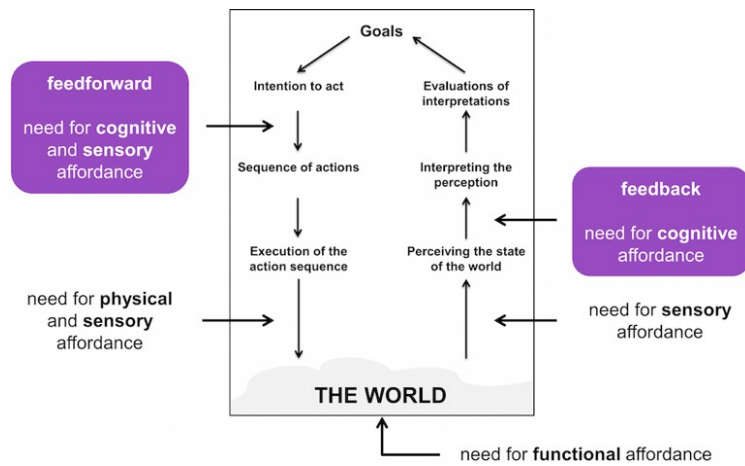 Goals
feedforward
need for cognitive
and sensory
affordance
Intention to act
Sequence of actions
Execution of the
action sequence
need for physical
and sensory
affordance
Evaluations of
interpretations
Interpreting the
perception
Perceiving the state
of the world
feedback
need for cognitive
affordance
need for sensory
affordance
THE WORLD
need for functional affordance